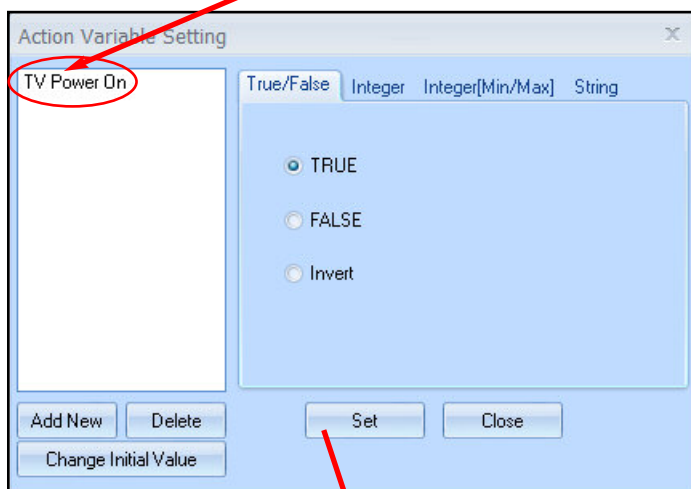 Action Variable Setting
TV Power On
True/False Integer Integer[Min/Max] String
TRUE
FALSE
Invert
Add New Delete Set Close
Change Initial Value